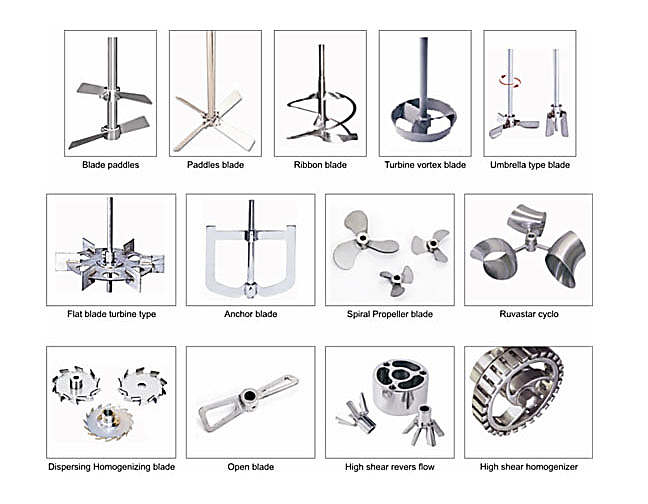 Blade paddles
Paddles blade
Ribbon blade
Turbine vortex blade
Umbrella type blade
Flat blade turbine type
Anchor blade
Spiral Propeller blade
Ruvastar cyclo
Dispersing Homogenizing blade
Open blade
High shear revers flow
High shear homogenizer